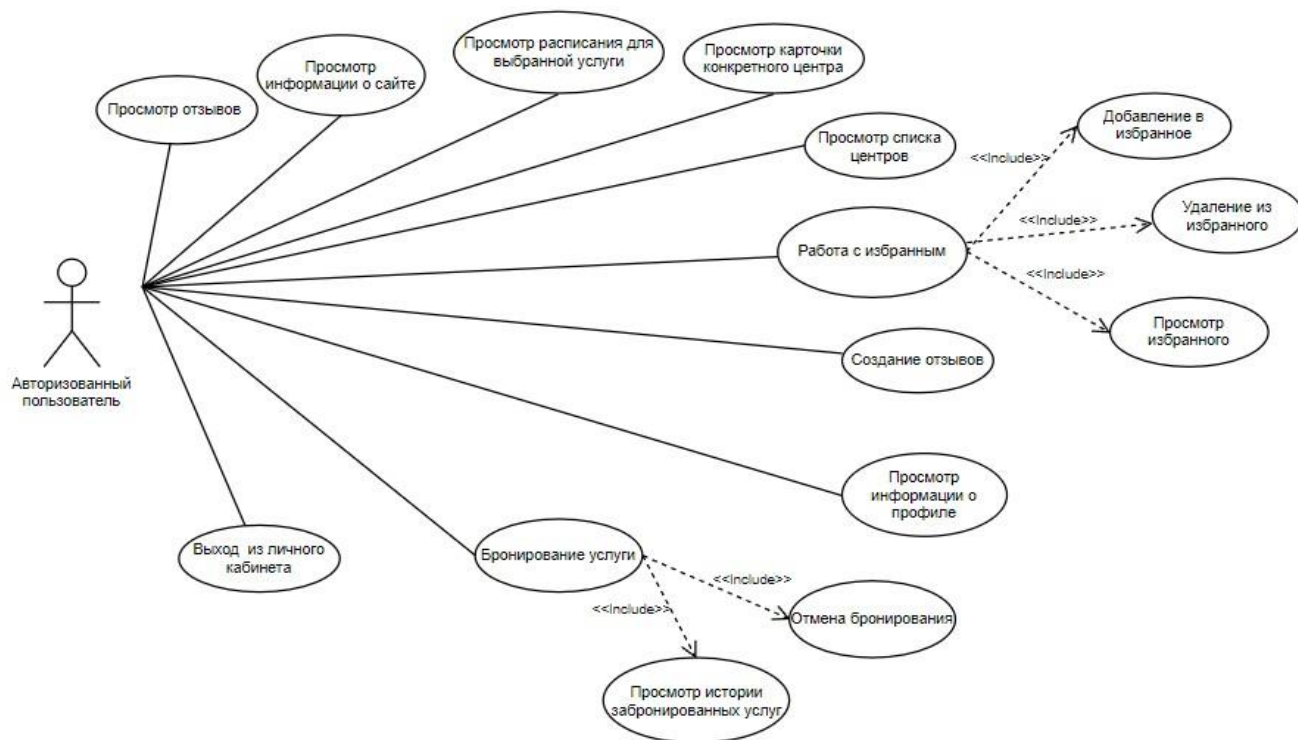 Просмотр отзывов
Просмотр
информации о сайте
Просмотр расписания для
выбранной услуги
Просмотр карточки
конкретного центра
Просмотр списка
центров
Добавление в
избранное
<<Include>>
Удаление из
избранного
<<Include>>
Работа с избранным
<<Include>>
Просмотр
избранного
Создание отзывов
Авторизованный
пользователь
Просмотр
информации о
профиле
Выход из личного
кабинета
Бронирование услуги
<<Include>>
<<Include>>
Отмена бронирования
Просмотр истории
забронированных услуг